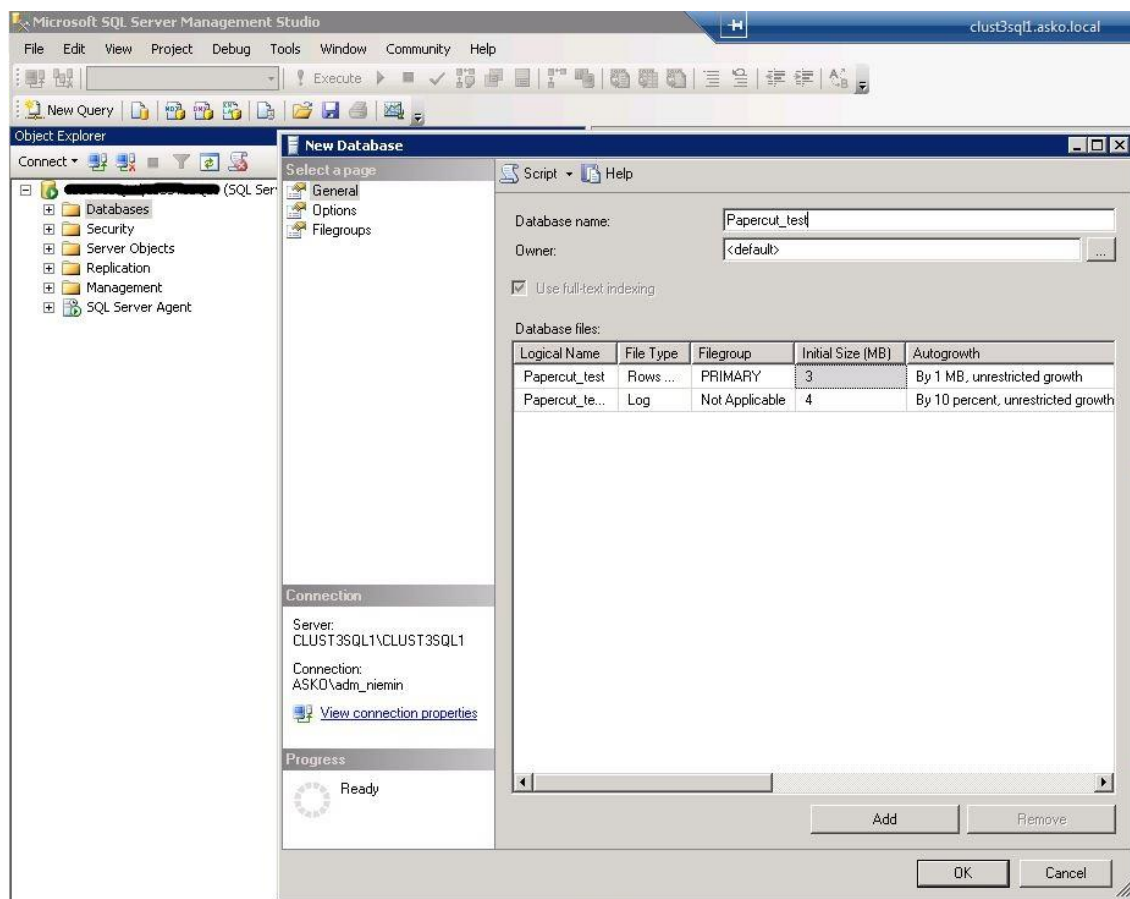 Microsoft SQL Server Management Studio
clust3sql1.asko.local
File Edit View Project Debug Tools Window Community Help
Execute
New Query
Object Explorer
Connect
(SQL Ser
Databases
Security
Server Objects
Replication
Management
SQL Server Agent
New Database
Select a page
General
Options
Filegroups
Script Help
Database name: Papercut_test
Owner: <default> ...
Use full-text indexing
Database files:
Logical Name File Type Filegroup Initial Size (MB) Autogrowth
Papercut_test Rows ... PRIMARY 3 By 1 MB, unrestricted growth
Papercut_te... Log Not Applicable 4 By 10 percent, unrestricted growth
Connection
Server:
CLUST3SQL1\CLUST3SQL1
Connection:
ASKO\adm_niemin
View connection properties
Progress
Ready
Add Remove
OK Cancel